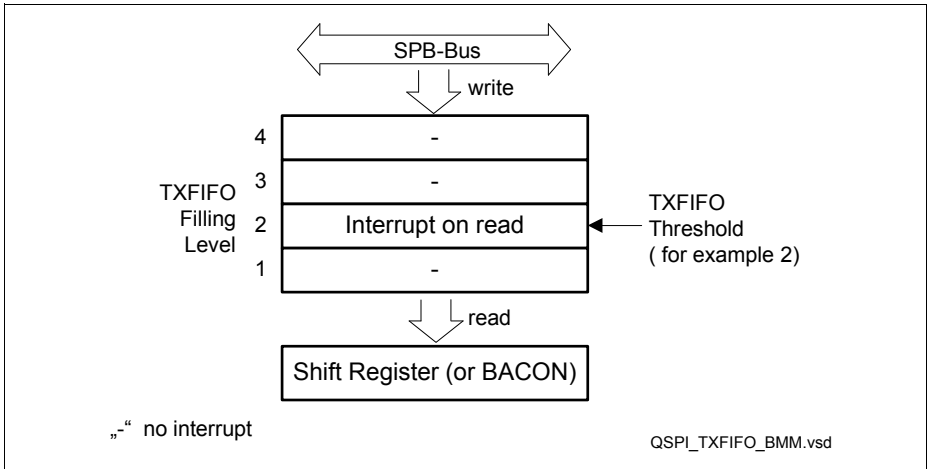 SPB-Bus
write
4
-
3
-
TXFIFO
Filling
Level
2
Interrupt on read
TXFIFO
Threshold
( for example 2)
1
-
read
Shift Register (or BACON)
„-“ no interrupt
QSPI_TXFIFO_BMM.vsd